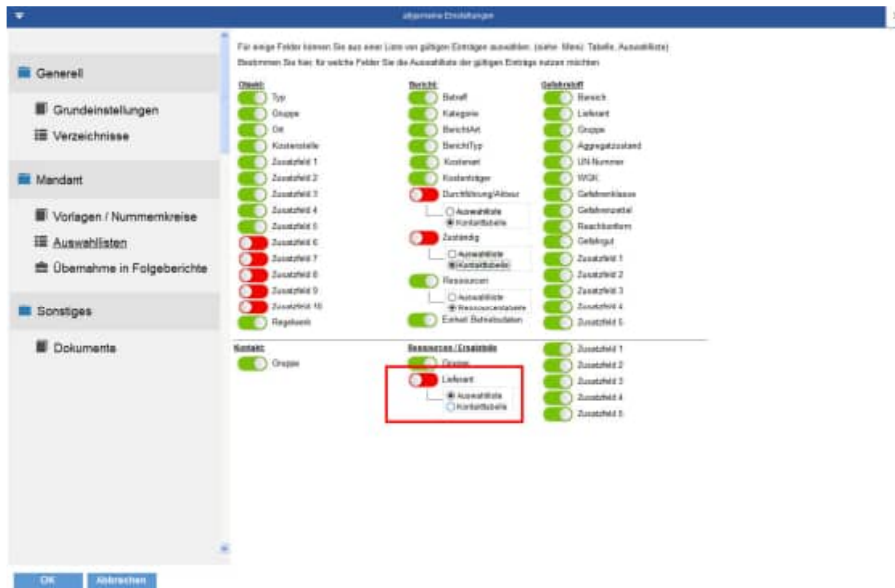 allgemeine Einstellungen
Für einige Felder können Sie aus einer Liste von gültigen Einträgen auswählen. (siehe Menü: Tabelle, Auswahlliste)
Bestimmen Sie hier, für welche Felder Sie die Auswahlliste der gültigen Einträge nutzen möchten
Generell
Grundeinstellungen
Verzeichnisse
Mandant
Vorlagen / Nummernkreise
Auswahllisten
Übernahme in Folgeberichte
Sonstiges
Dokumente
Objekt:
Typ
Gruppe
Ort
Kostenstelle
Zusatzfeld 1
Zusatzfeld 2
Zusatzfeld 3
Zusatzfeld 4
Zusatzfeld 5
Zusatzfeld 6
Zusatzfeld 7
Zusatzfeld 8
Zusatzfeld 9
Zusatzfeld 10
Regelwerk
Bericht:
Betreff
Kategorie
BerichtArt
BerichtTyp
Kostenart
Kostenträger
Durchführung/Akteur
Auswahlliste
Kontakttabelle
Zuständig
Auswahlliste
Kontakttabelle
Ressourcen
Auswahlliste
Ressourcentabelle
Einheit Betriebsdaten
Gefahrstoff
Bereich
Lieferant
Gruppe
Aggregatzustand
UN-Nummer
WGK
Gefahrenklasse
Gefahrenzettel
Reachkonform
Gefahrgut
Zusatzfeld 1
Zusatzfeld 2
Zusatzfeld 3
Zusatzfeld 4
Zusatzfeld 5
Kontakt:
Gruppe
Ressourcen / Ersatzteile
Gruppe
Lieferant
Auswahlliste
Kontakttabelle
Zusatzfeld 1
Zusatzfeld 2
Zusatzfeld 3
Zusatzfeld 4
Zusatzfeld 5
OK
Abbrechen